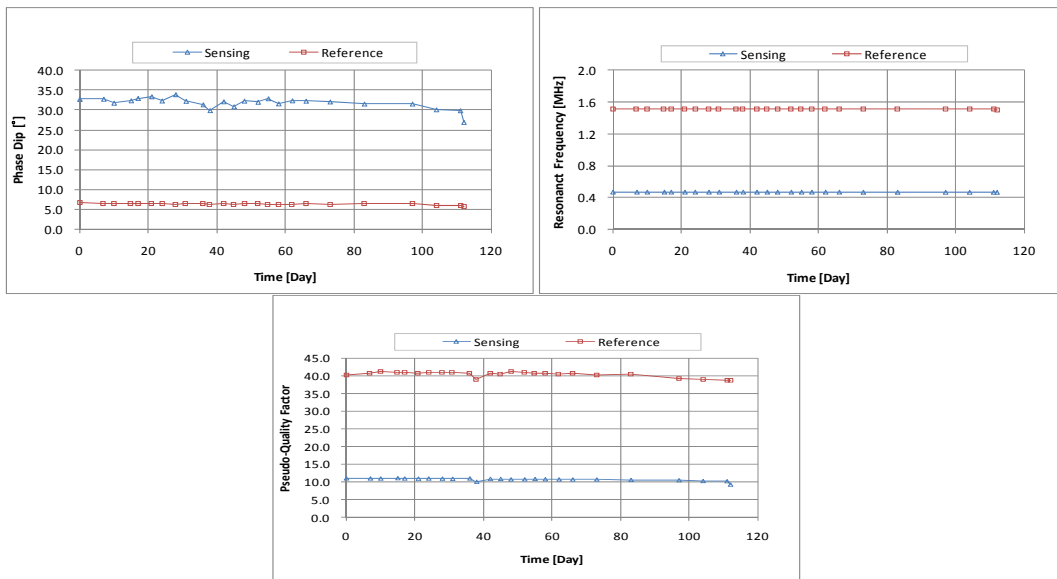 Sensing Reference
40.0
35.0
30.0
25.0
20.0
15.0
10.0
5.0
0.0
0 20 40 60 80 100 120
Phase Dip [°]
Time [Day]
Sensing Reference
2.0
1.6
1.2
0.8
0.4
0.0
0 20 40 60 80 100 120
Resonanct Frequency [MHz]
Time [Day]
Sensing Reference
45.0
40.0
35.0
30.0
25.0
20.0
15.0
10.0
5.0
0.0
0 20 40 60 80 100 120
Pseudo-Quality Factor
Time [Day]